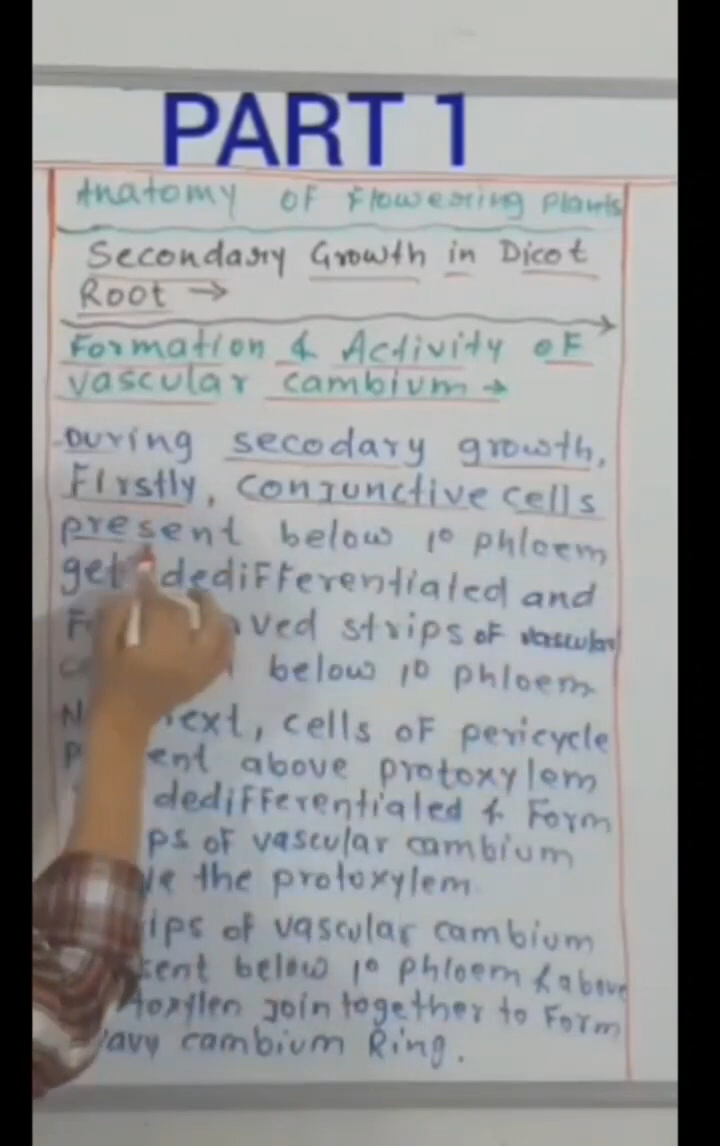 PART 1
Anatomy of Flowering Plants
Secondary Growth in Dicot
Root →
Formation & Activity of
vascular cambium →
During secodary growth,
Firstly, conjunctive cells
present below 1° phloem
get dedifferentiated and
ved strips of vascular
below 1° phloem
ext, cells of pericycle
ent above protoxylem
dedifferentialed & Form
ps of vascular cambium
the protoxylem
ips of vascular cambium
sent below 1° phloem & above
toxylen join together to Form
avy cambium Ring.